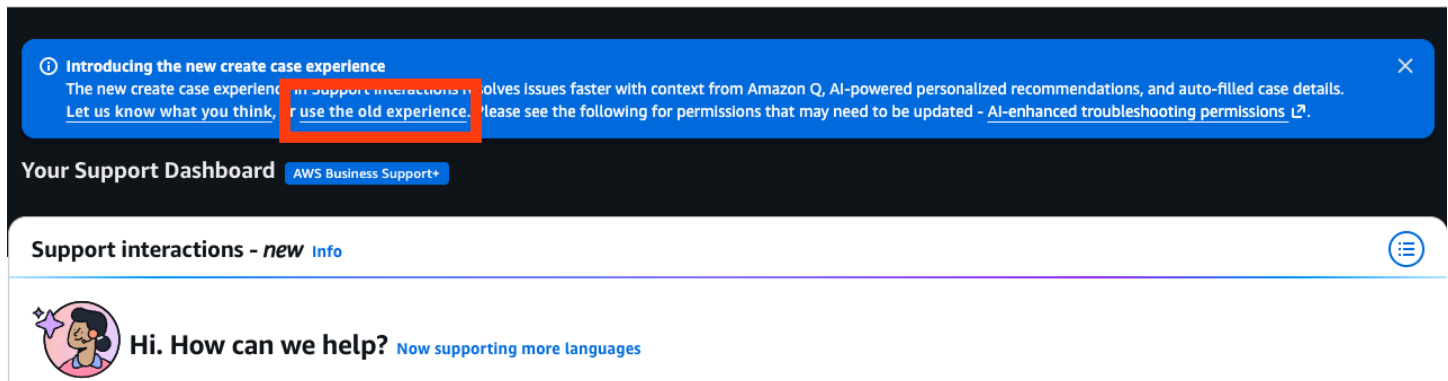 Introducing the new create case experience
The new create case experience in Support interactions resolves issues faster with context from Amazon Q, AI-powered personalized recommendations, and auto-filled case details.
Let us know what you think, or use the old experience. Please see the following for permissions that may need to be updated - AI-enhanced troubleshooting permissions.
Your Support Dashboard AWS Business Support+
Support interactions - new Info
Hi. How can we help? Now supporting more languages